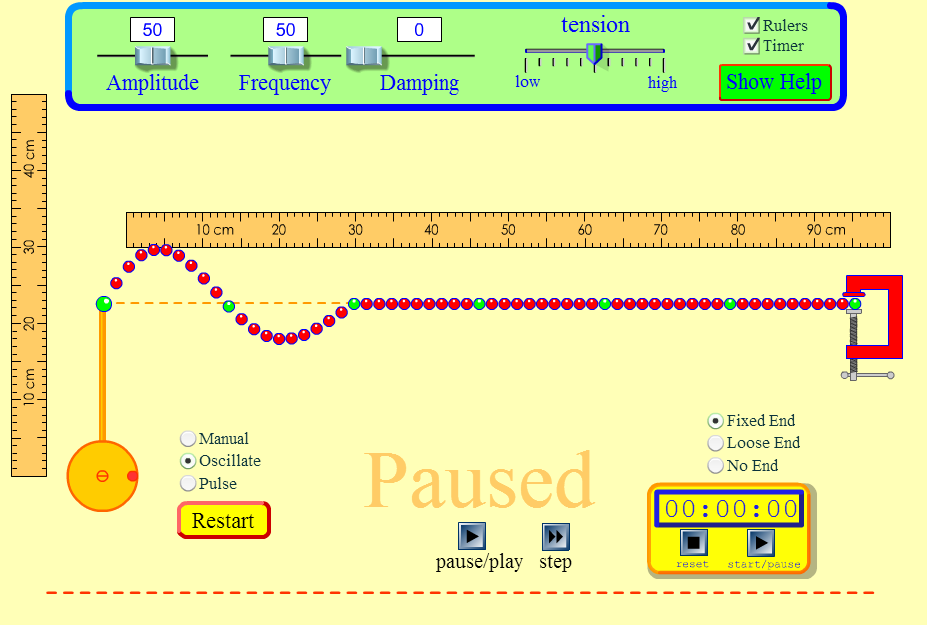 50 50 0
Amplitude Frequency Damping
tension
low high
Rulers
Timer
Show Help
40 cm
30
20
10 cm
10 cm 20 30 40 50 60 70 80 90 cm
Manual
Oscillate
Pulse
Restart
Paused
pause/play step
Fixed End
Loose End
No End
00:00:00
reset start/pause